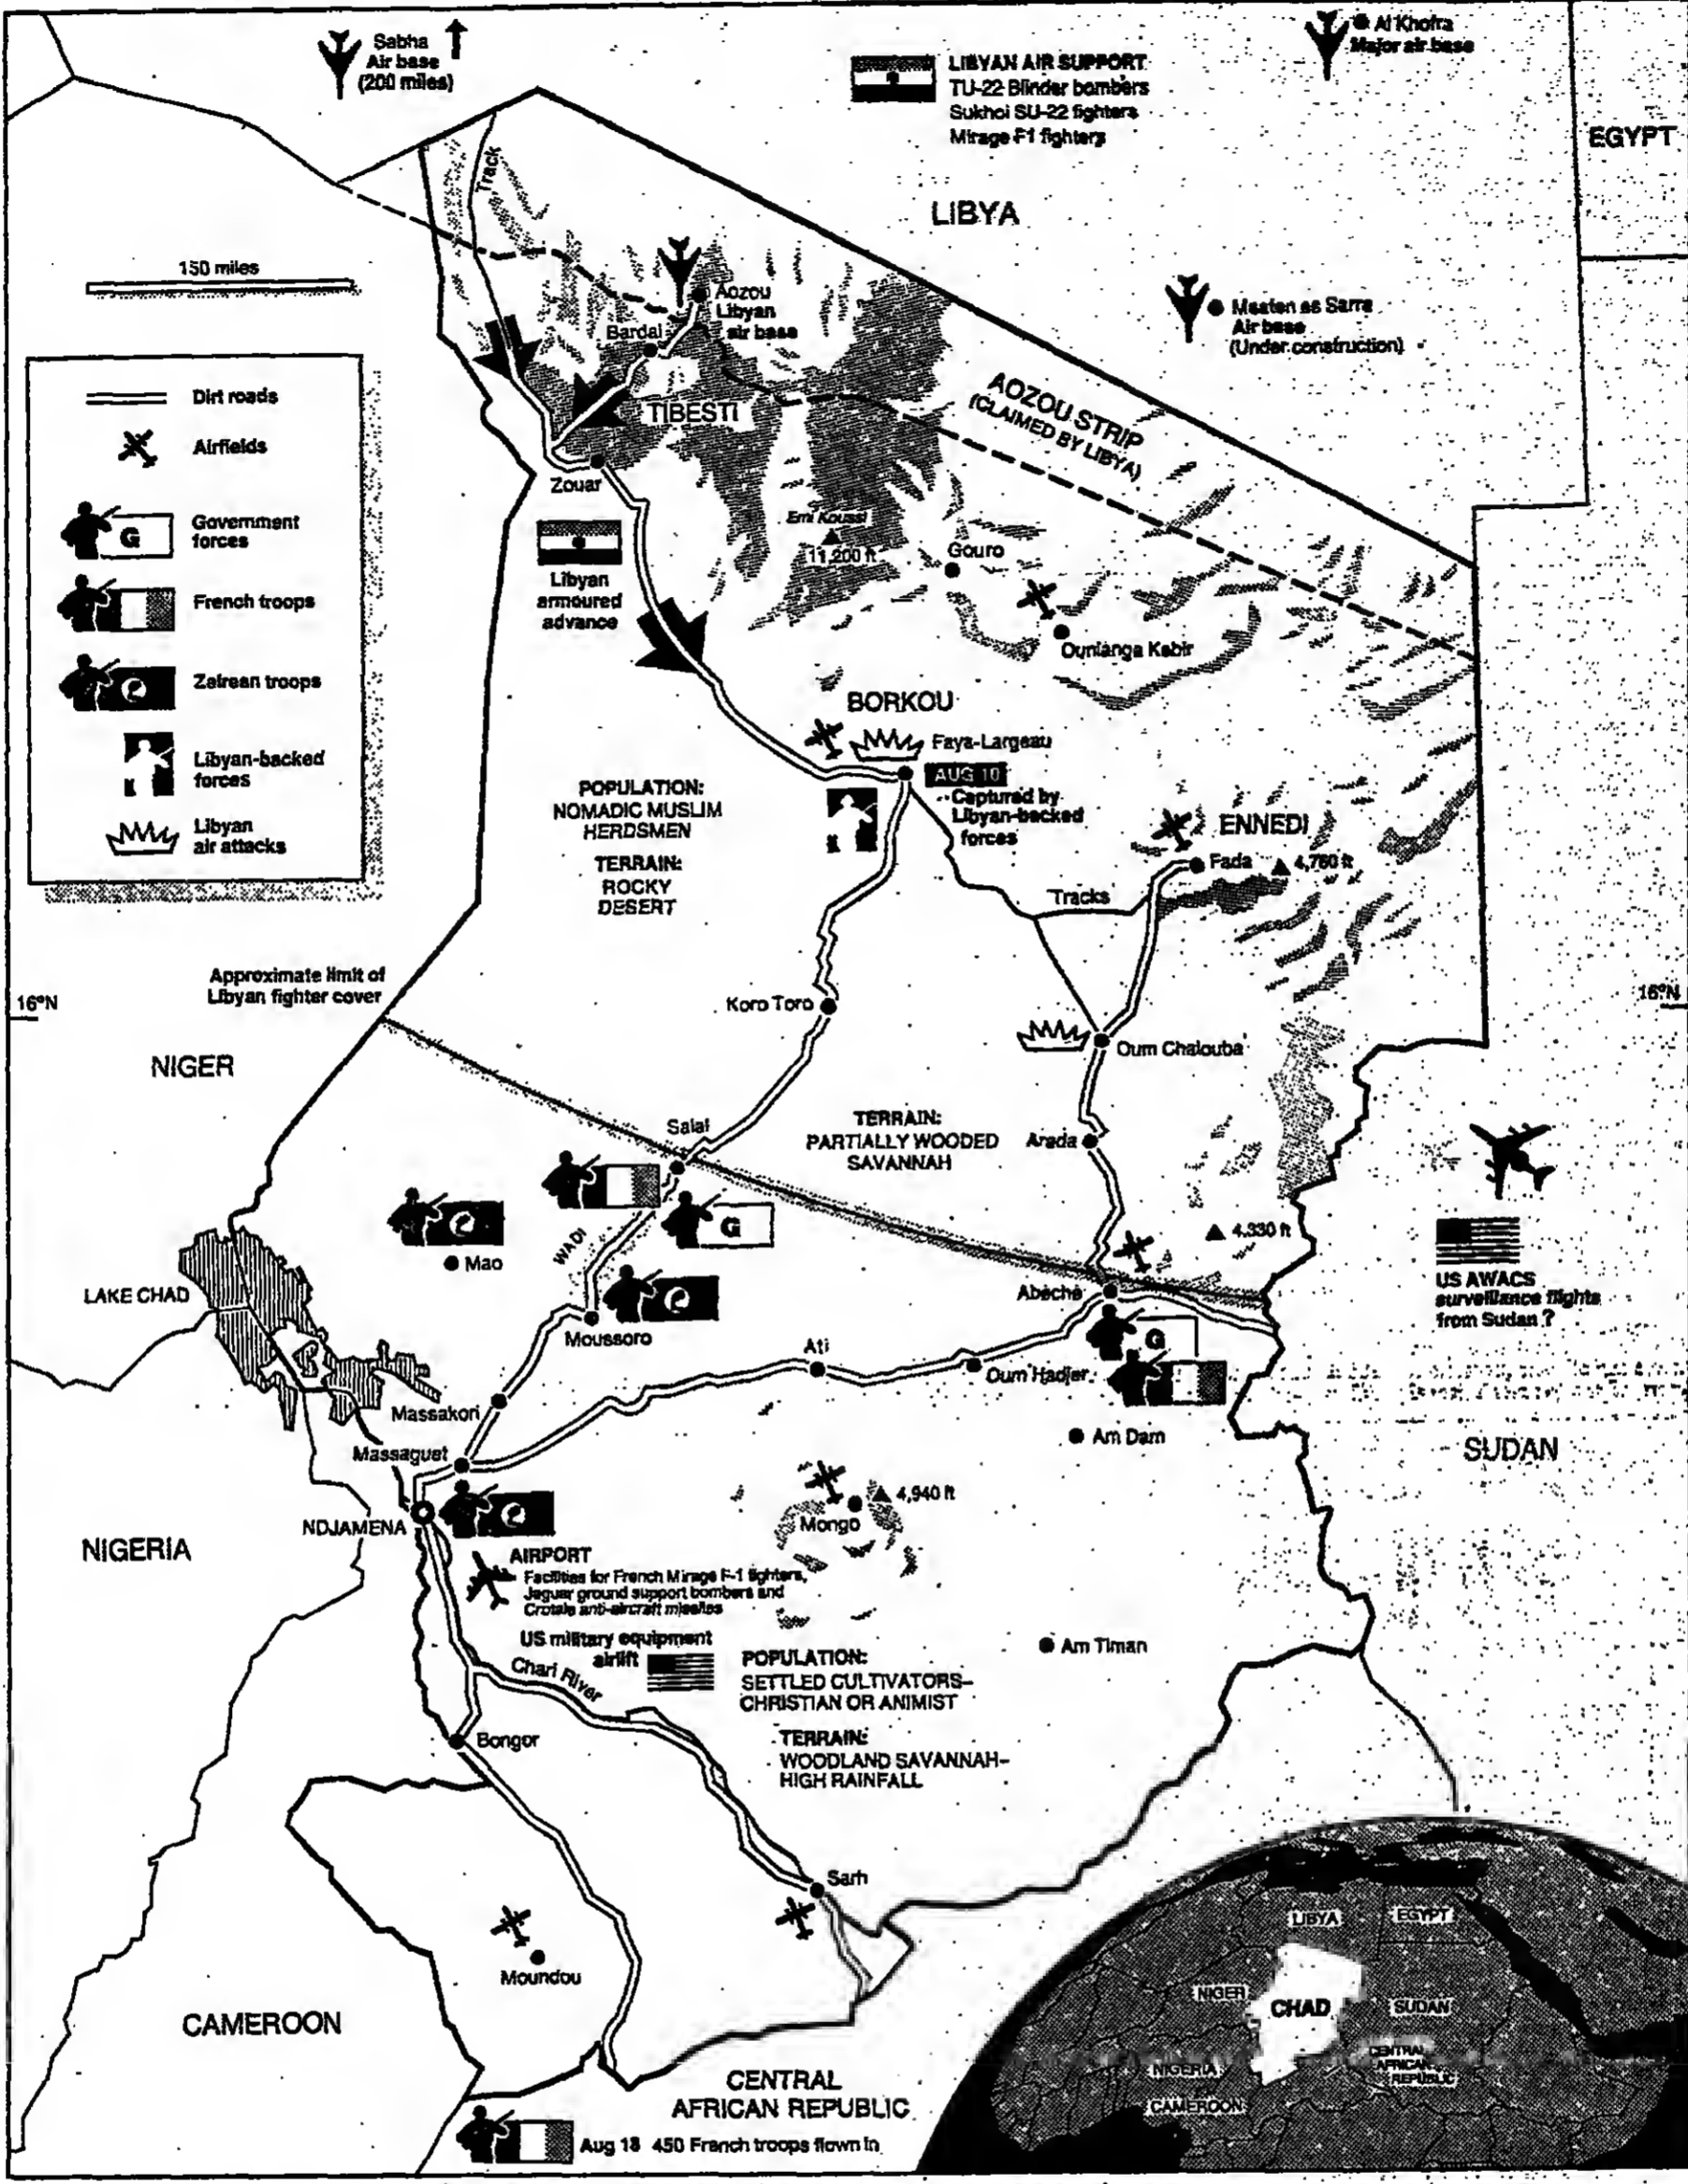 Sabha
Air base
(200 miles)
Al Khofra
Major air base
LIBYAN AIR SUPPORT
TU-22 Blinder bombers
Sukhoi SU-22 fighters
Mirage F1 fighters
EGYPT
LIBYA
Track
150 miles
Aozou
Libyan
air base
Bardai
Maaten as Sarra
Air base
(Under construction)
AOZOU STRIP
(CLAIMED BY LIBYA)
TIBESTI
Zouar
Dirt roads
Airfields
G
Government
forces
French troops
Zairean troops
Libyan-backed
forces
Libyan
air attacks
Emi Koussi
11,200 ft
Gouro
Libyan
armoured
advance
Ounianga Kebir
BORKOU
Faya-Largeau
AUG 10
Captured by
Libyan-backed
forces
POPULATION:
NOMADIC MUSLIM
HERDSMEN
TERRAIN:
ROCKY
DESERT
ENNEDI
Fada
4,760 ft
Tracks
Approximate limit of
Libyan fighter cover
16°N
16°N
Koro Toro
Oum Chalouba
NIGER
Salal
TERRAIN:
PARTIALLY WOODED
SAVANNAH
Arada
G
WADI
Mao
4,330 ft
US AWACS
surveillance flights
from Sudan ?
LAKE CHAD
Moussoro
Abéché
G
Ati
Oum Hadjer
Massakori
Am Dam
Massaguet
SUDAN
NDJAMENA
4,940 ft
Mongo
NIGERIA
AIRPORT
Facilities for French Mirage F-1 fighters,
Jaguar ground support bombers and
Crotale anti-aircraft missiles
US military equipment
airlift
Chari River
POPULATION:
SETTLED CULTIVATORS–
CHRISTIAN OR ANIMIST
Am Timan
Bongor
TERRAIN:
WOODLAND SAVANNAH–
HIGH RAINFALL
Sarh
Moundou
CAMEROON
CENTRAL
AFRICAN REPUBLIC
Aug 18 450 French troops flown in
LIBYA
EGYPT
NIGER
CHAD
SUDAN
NIGERIA
CENTRAL
AFRICAN
REPUBLIC
CAMEROON